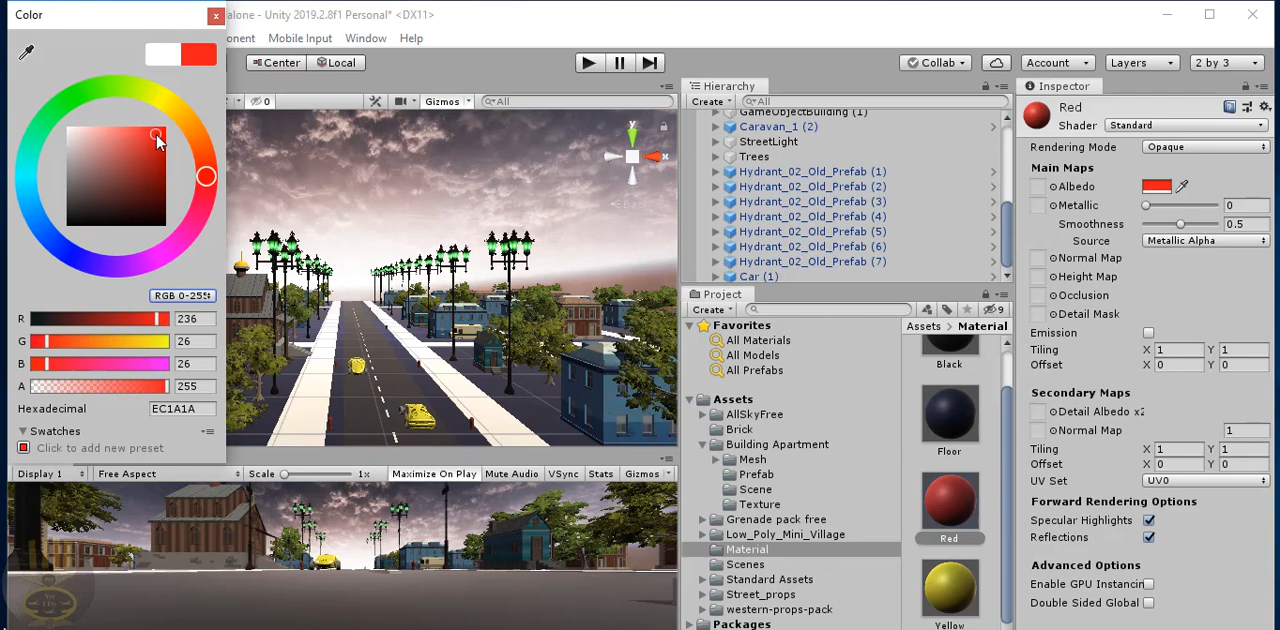 Color
x
alone - Unity 2019.2.8f1 Personal* <DX11>
onent Mobile Input Window Help
Center Local
Collab Account Layers 2 by 3
0 Gizmos All
y
x
Back
RGB 0-255
R 236
G 26
B 26
A 255
Hexadecimal EC1A1A
Swatches
Click to add new preset
Display 1 Free Aspect Scale 1x Maximize On Play Mute Audio VSync Stats Gizmos
Hierarchy
Create All
GameObjectBuilding (1)
Caravan_1 (2)
StreetLight
Trees
Hydrant_02_Old_Prefab (1)
Hydrant_02_Old_Prefab (2)
Hydrant_02_Old_Prefab (3)
Hydrant_02_Old_Prefab (4)
Hydrant_02_Old_Prefab (5)
Hydrant_02_Old_Prefab (6)
Hydrant_02_Old_Prefab (7)
Car (1)
Project
Create 9
Favorites
All Materials
All Models
All Prefabs
Assets
AllSkyFree
Brick
Building Apartment
Mesh
Prefab
Scene
Texture
Grenade pack free
Low_Poly_Mini_Village
Material
Scenes
Standard Assets
Street_props
western-props-pack
Packages
Assets > Material
Black
Floor
Red
Yellow
Inspector
Red
Shader Standard
Rendering Mode Opaque
Main Maps
Albedo
Metallic 0
Smoothness 0.5
Source Metallic Alpha
Normal Map
Height Map
Occlusion
Detail Mask
Emission
Tiling X 1 Y 1
Offset X 0 Y 0
Secondary Maps
Detail Albedo x2
Normal Map 1
Tiling X 1 Y 1
Offset X 0 Y 0
UV Set UV0
Forward Rendering Options
Specular Highlights
Reflections
Advanced Options
Enable GPU Instancin
Double Sided Global